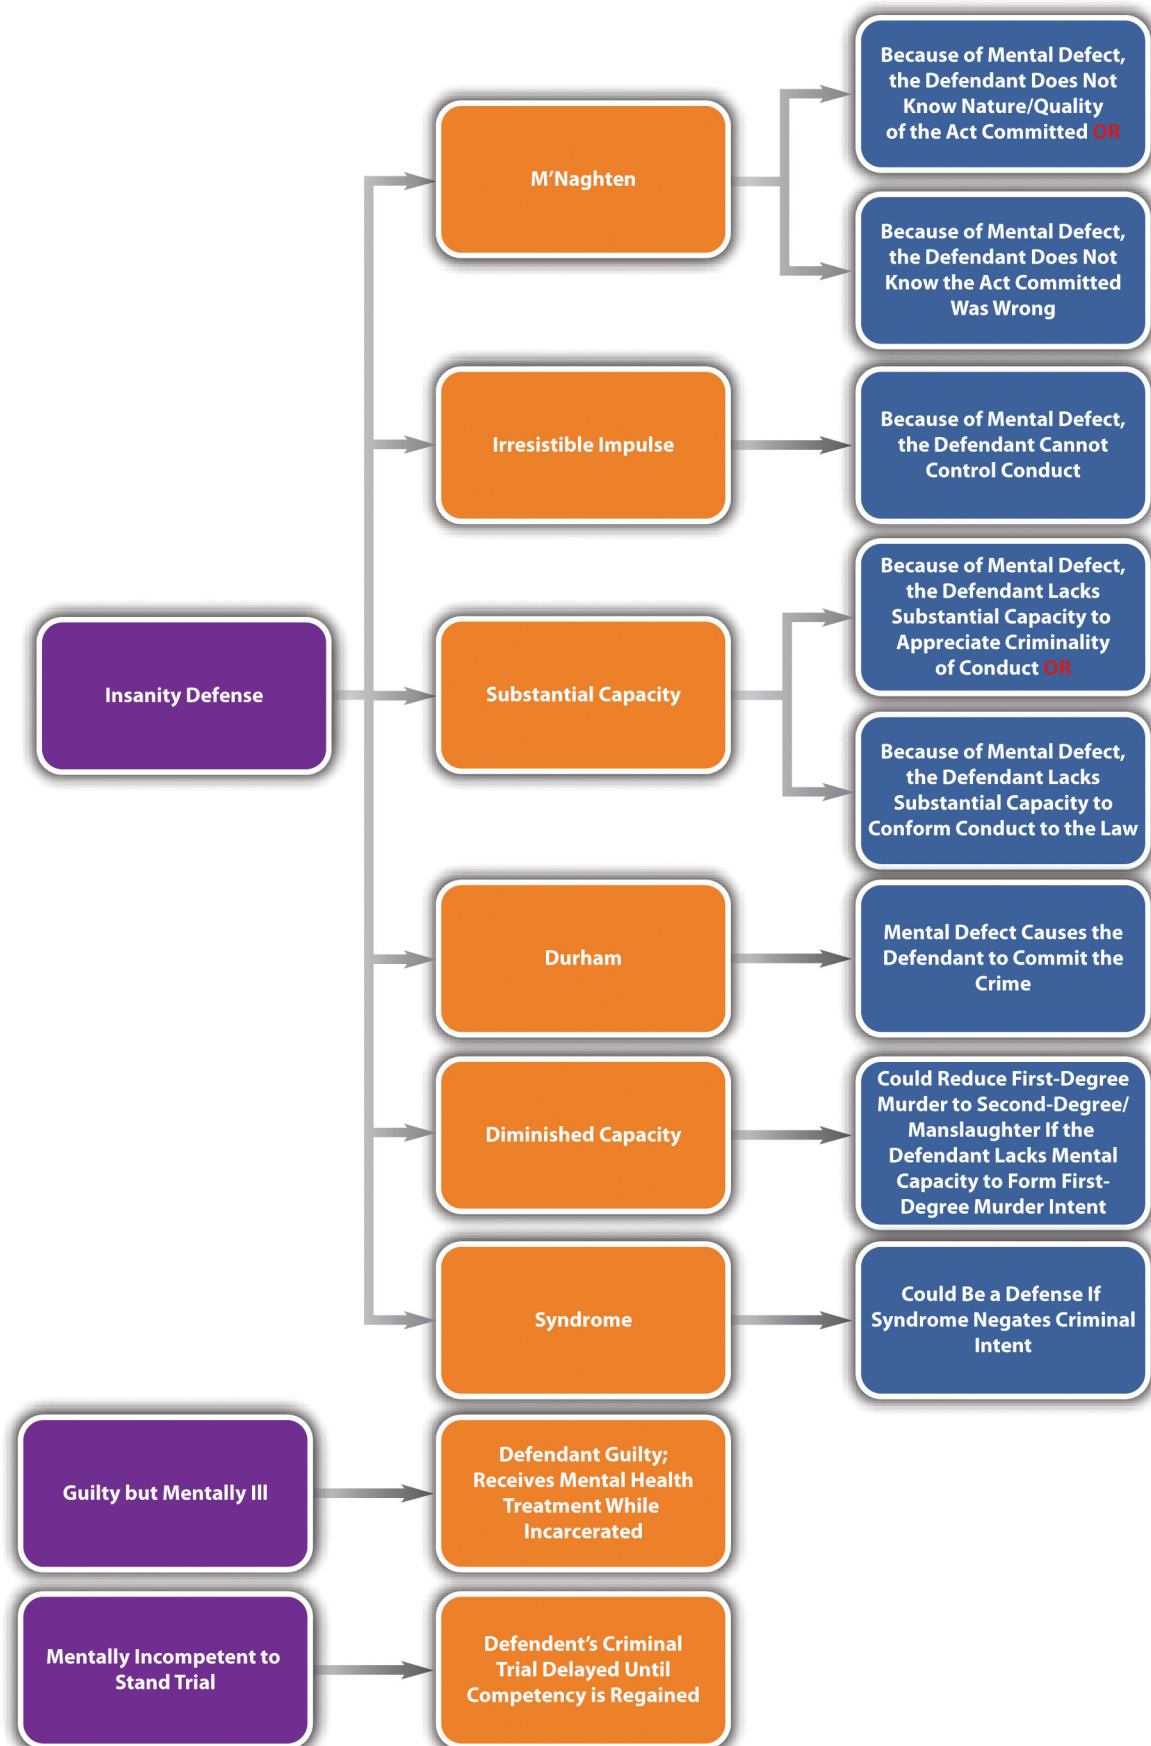 Because of Mental Defect,
the Defendant Does Not
Know Nature/Quality
of the Act Committed OR
M’Naghten
Because of Mental Defect,
the Defendant Does Not
Know the Act Committed
Was Wrong
Irresistible Impulse
Because of Mental Defect,
the Defendant Cannot
Control Conduct
Insanity Defense
Substantial Capacity
Because of Mental Defect,
the Defendant Lacks
Substantial Capacity to
Appreciate Criminality
of Conduct OR
Because of Mental Defect,
the Defendant Lacks
Substantial Capacity to
Conform Conduct to the Law
Durham
Mental Defect Causes the
Defendant to Commit the
Crime
Diminished Capacity
Could Reduce First-Degree
Murder to Second-Degree/
Manslaughter If the
Defendant Lacks Mental
Capacity to Form First-
Degree Murder Intent
Syndrome
Could Be a Defense If
Syndrome Negates Criminal
Intent
Guilty but Mentally Ill
Defendant Guilty;
Receives Mental Health
Treatment While
Incarcerated
Mentally Incompetent to
Stand Trial
Defendent’s Criminal
Trial Delayed Until
Competency is Regained